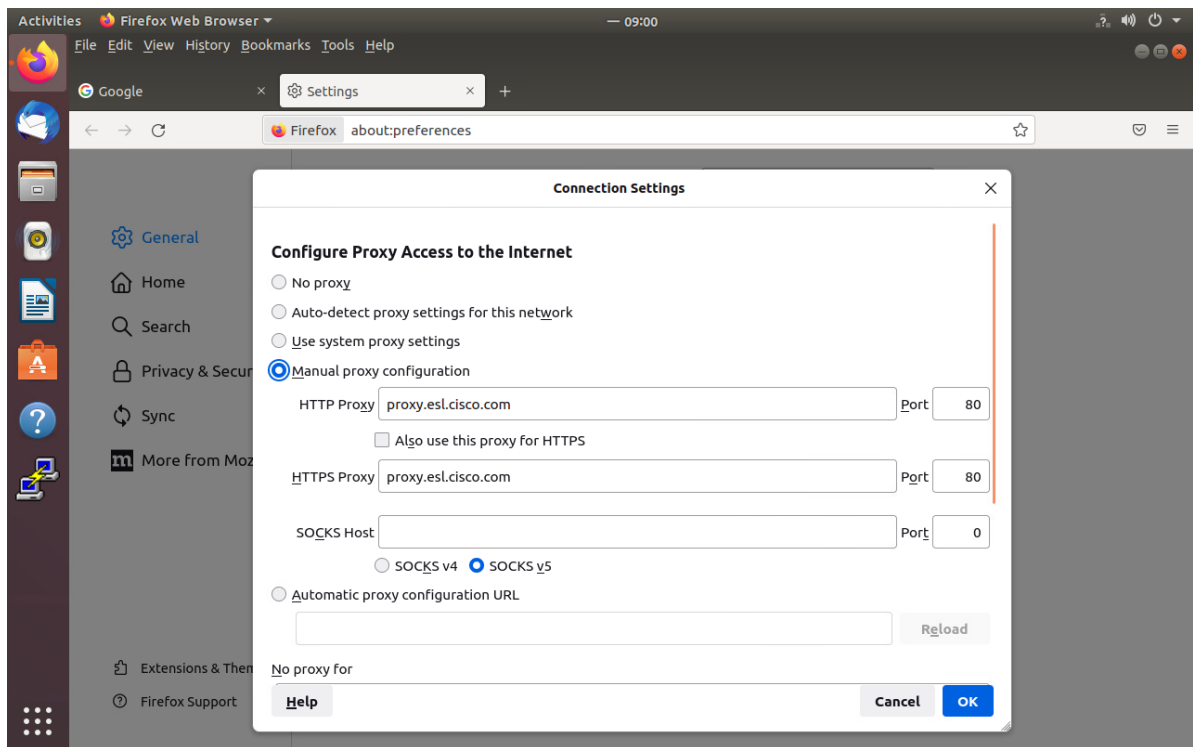 Activities Firefox Web Browser — 09:00
File Edit View History Bookmarks Tools Help
Google Settings
Firefox about:preferences
Connection Settings
General
Home
Search
Privacy & Secur
Sync
More from Moz
Extensions & Them
Firefox Support
Configure Proxy Access to the Internet
No proxy
Auto-detect proxy settings for this network
Use system proxy settings
Manual proxy configuration
HTTP Proxy proxy.esl.cisco.com Port 80
Also use this proxy for HTTPS
HTTPS Proxy proxy.esl.cisco.com Port 80
SOCKS Host Port 0
SOCKS v4 SOCKS v5
Automatic proxy configuration URL
Reload
No proxy for
Help Cancel OK